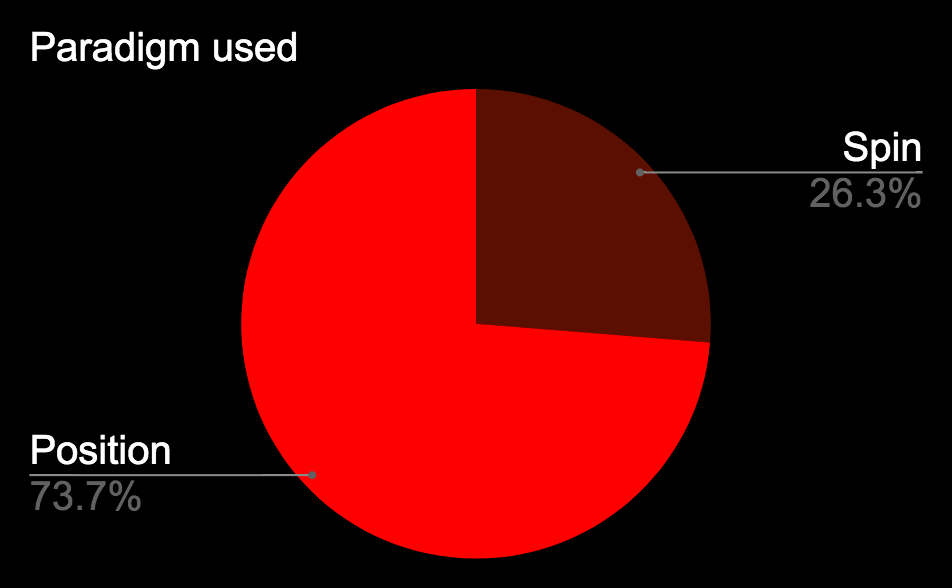 Paradigm used
Spin
26.3%
Position
73.7%